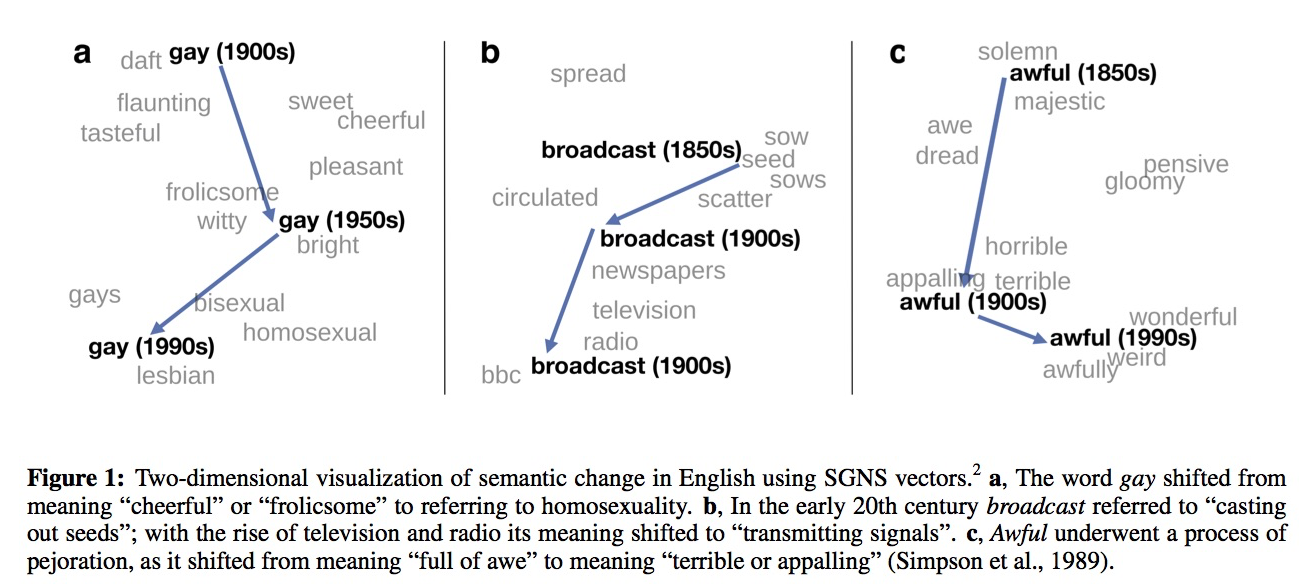 a
daft gay (1900s)
flaunting sweet
tasteful cheerful
pleasant
frolicsome
witty gay (1950s)
bright
gays bisexual
homosexual
gay (1990s)
lesbian
b
spread
sow
broadcast (1850s) seed
sows
circulated scatter
broadcast (1900s)
newspapers
television
radio
bbc broadcast (1900s)
c
solemn
awful (1850s)
majestic
awe
dread
pensive
gloomy
horrible
appalling terrible
awful (1900s)
wonderful
awful (1990s)
weird
awfully
Figure 1: Two-dimensional visualization of semantic change in English using SGNS vectors.2 a, The word gay shifted from
meaning “cheerful” or “frolicsome” to referring to homosexuality. b, In the early 20th century broadcast referred to “casting
out seeds”; with the rise of television and radio its meaning shifted to “transmitting signals”. c, Awful underwent a process of
pejoration, as it shifted from meaning “full of awe” to meaning “terrible or appalling” (Simpson et al., 1989).